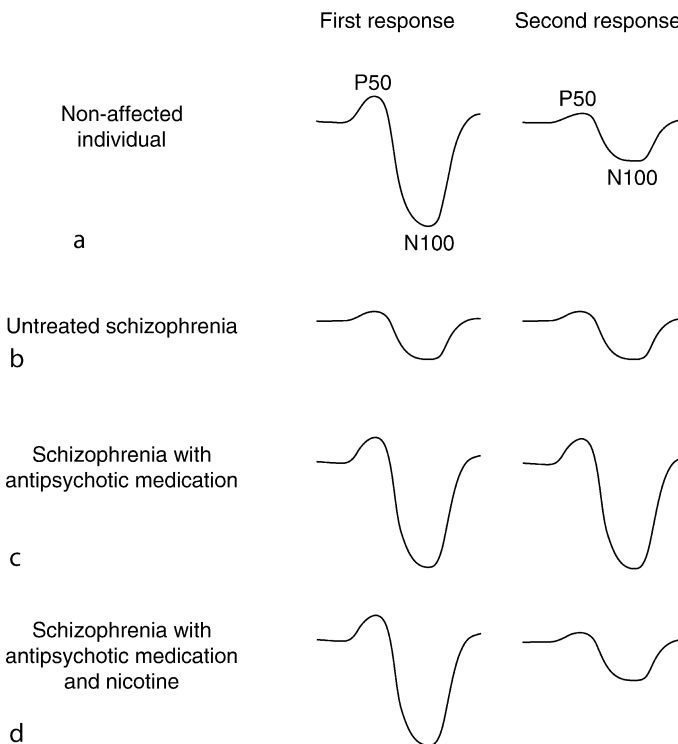 First response
Second response
P50
P50
Non-affected
individual
N100
a
N100
Untreated schizophrenia
b
Schizophrenia with
antipsychotic medication
c
Schizophrenia with
antipsychotic medication
and nicotine
d